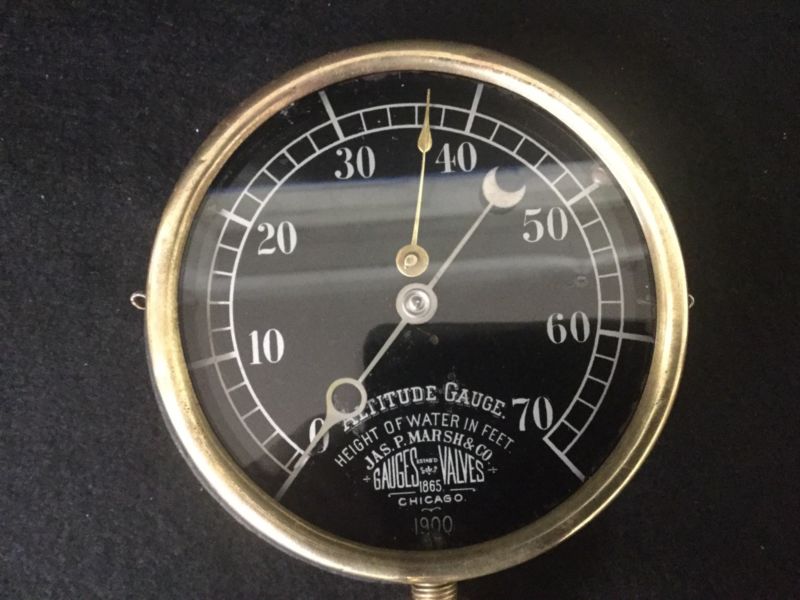 30 40
20 50
10 60
0 70
ALTITUDE GAUGE.
HEIGHT OF WATER IN FEET.
JAS. P. MARSH & CO.
ESTAB'D
GAUGES S P VALVES
1865.
CHICAGO.
1900